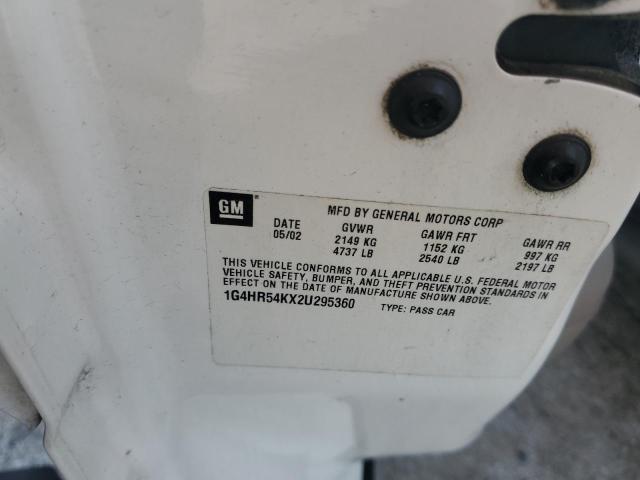 GM ® MFD BY GENERAL MOTORS CORP
DATE GVWR GAWR FRT GAWR RR
05/02 2149 KG 1152 KG 997 KG
4737 LB 2540 LB 2197 LB
THIS VEHICLE CONFORMS TO ALL APPLICABLE U.S. FEDERAL MOTOR
VEHICLE SAFETY, BUMPER, AND THEFT PREVENTION STANDARDS IN
EFFECT ON THE DATE OF MANUFACTURE SHOWN ABOVE.
1G4HR54KX2U295360 TYPE: PASS CAR